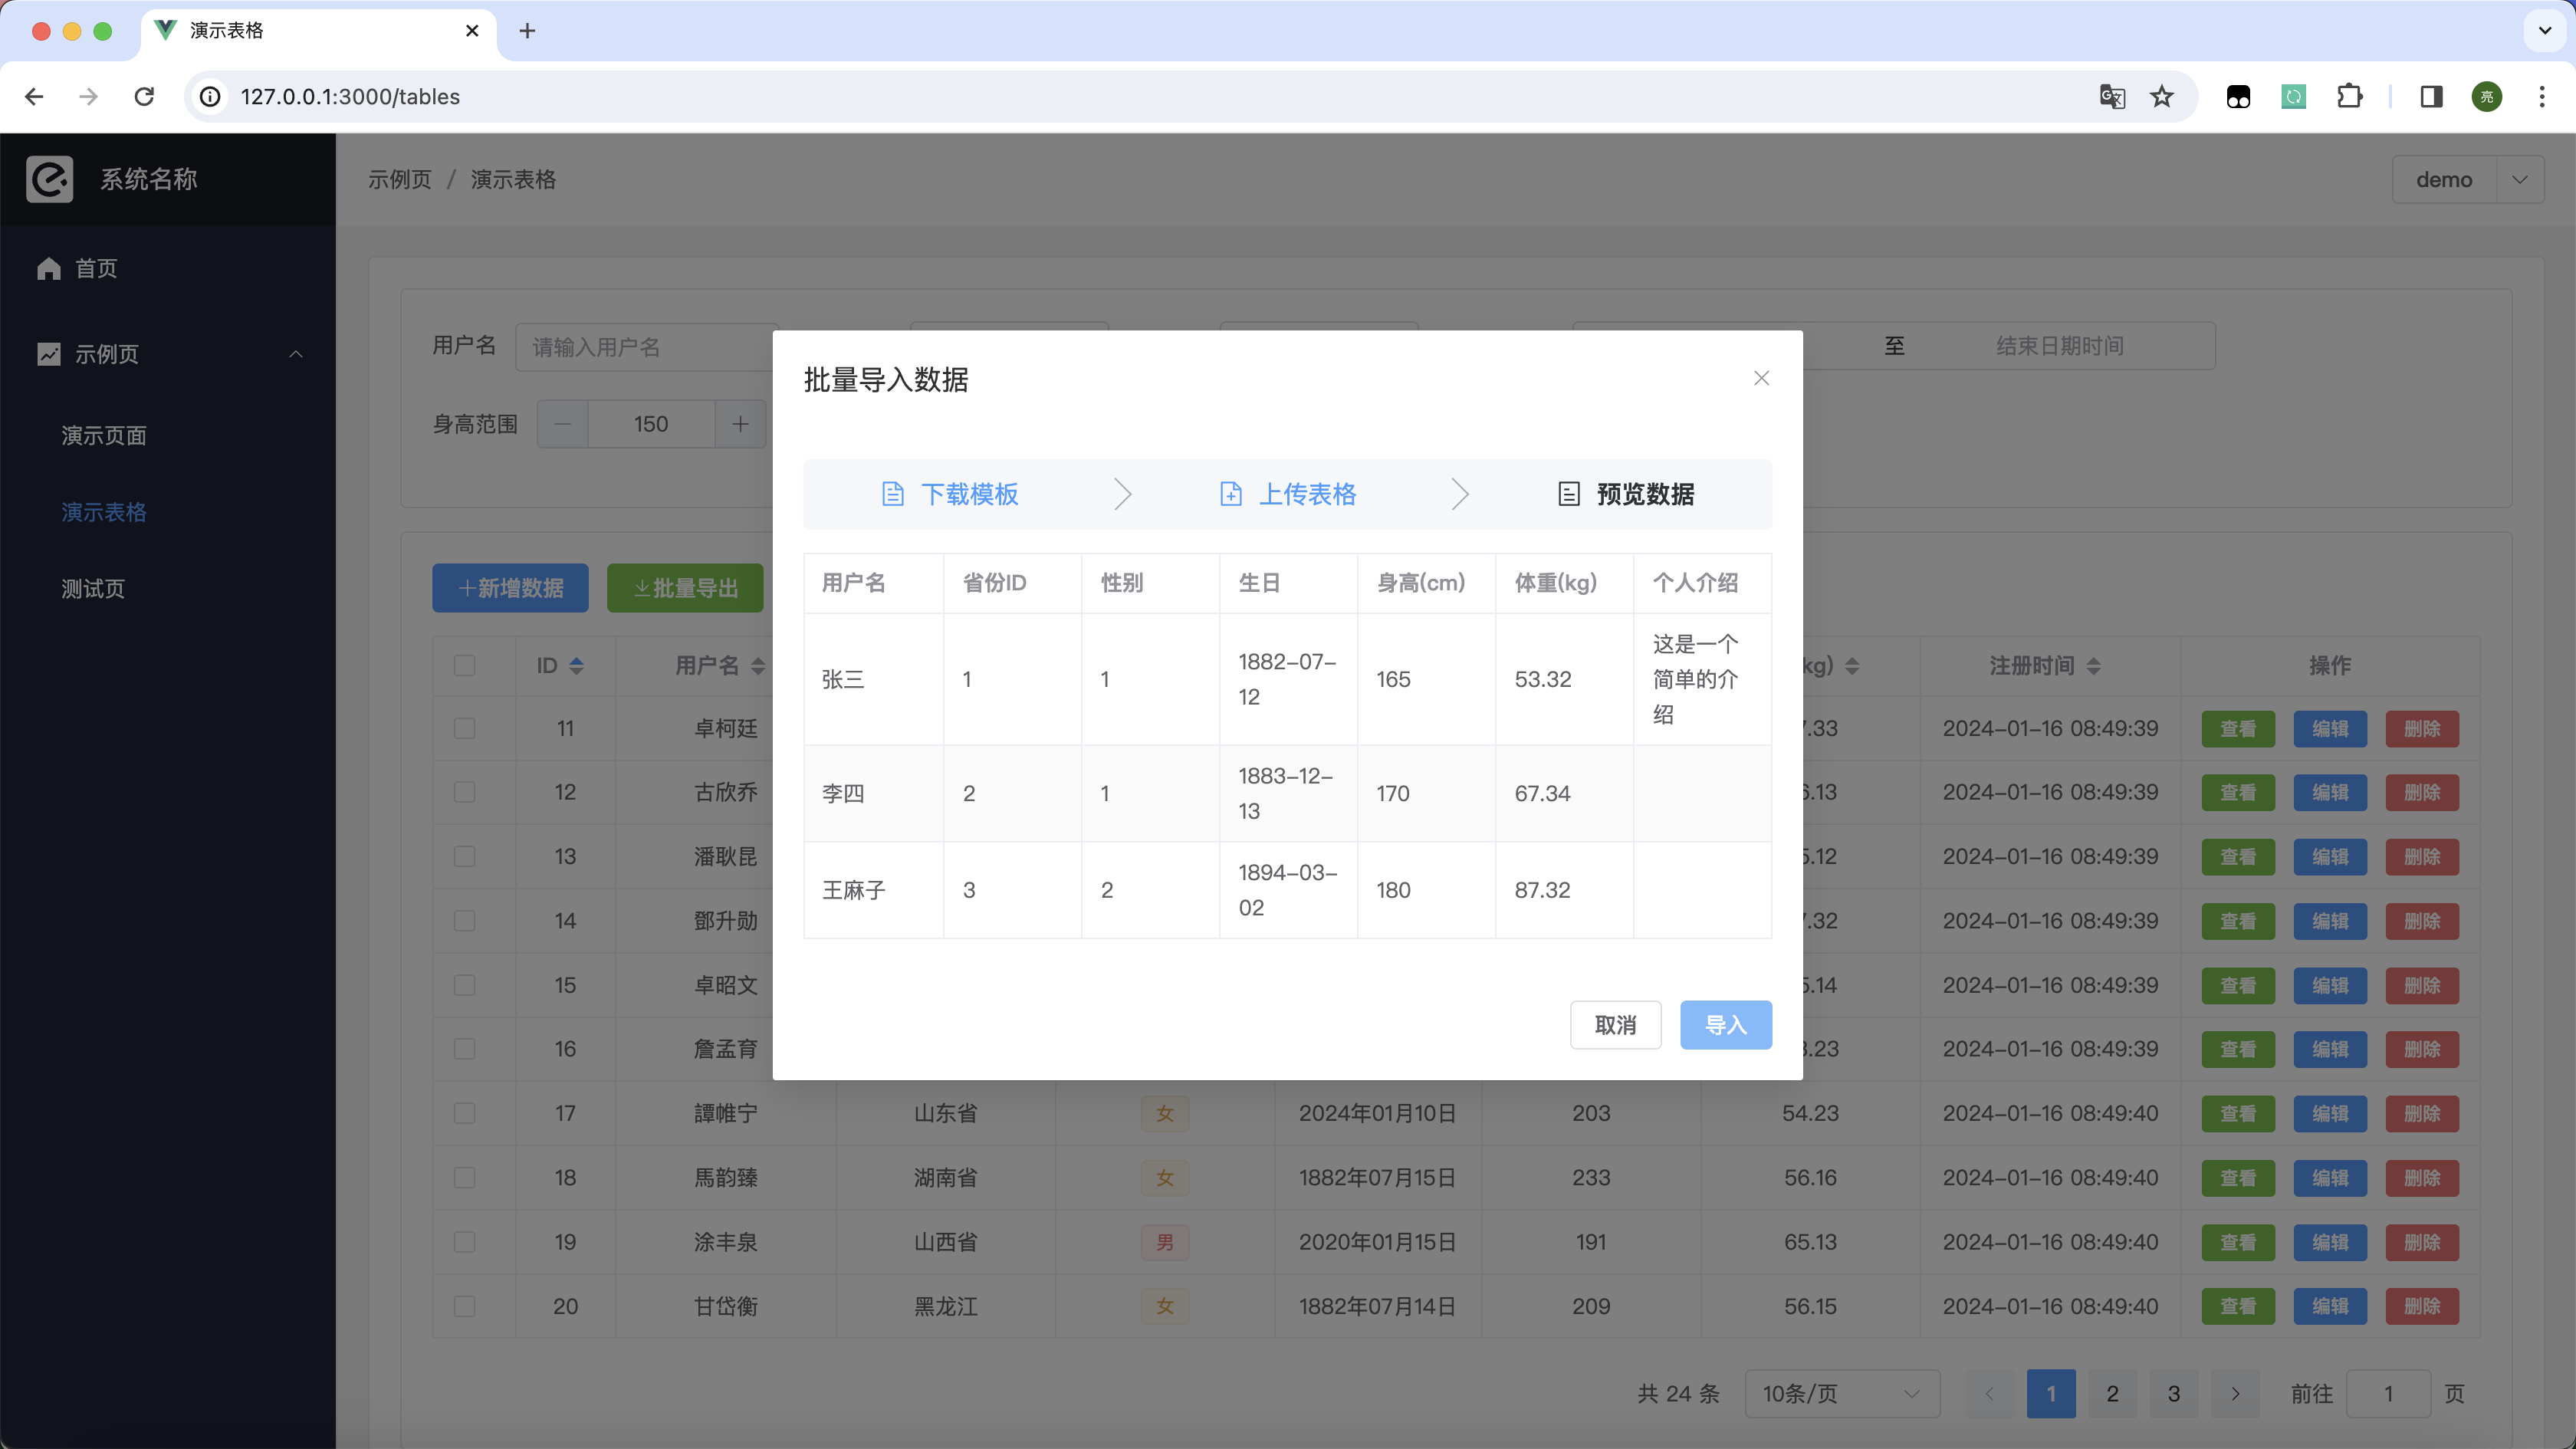 演示表格
127.0.0.1:3000/tables
亮
系统名称
示例页 / 演示表格
demo
首页
示例页
演示页面
演示表格
测试页
用户名 请输入用户名 至 结束日期时间
身高范围 150
新增数据 批量导出
ID 用户名 kg) 注册时间 操作
11 卓柯廷 .33 2024-01-16 08:49:39 查看 编辑 删除
12 古欣乔 .13 2024-01-16 08:49:39 查看 编辑 删除
13 潘耿昆 .12 2024-01-16 08:49:39 查看 编辑 删除
14 鄧升勋 .32 2024-01-16 08:49:39 查看 编辑 删除
15 卓昭文 .14 2024-01-16 08:49:39 查看 编辑 删除
16 詹孟育 .23 2024-01-16 08:49:39 查看 编辑 删除
17 譚帷宁 山东省 女 2024年01月10日 203 54.23 2024-01-16 08:49:40 查看 编辑 删除
18 馬韵臻 湖南省 女 1882年07月15日 233 56.16 2024-01-16 08:49:40 查看 编辑 删除
19 涂丰泉 山西省 男 2020年01月15日 191 65.13 2024-01-16 08:49:40 查看 编辑 删除
20 甘岱衡 黑龙江 女 1882年07月14日 209 56.15 2024-01-16 08:49:40 查看 编辑 删除
共 24 条 10条/页 1 2 3 前往 1 页
批量导入数据
下载模板 上传表格 预览数据
用户名 省份ID 性别 生日 身高(cm) 体重(kg) 个人介绍
张三 1 1 1882-07-12 165 53.32 这是一个简单的介绍
李四 2 1 1883-12-13 170 67.34
王麻子 3 2 1894-03-02 180 87.32
取消 导入